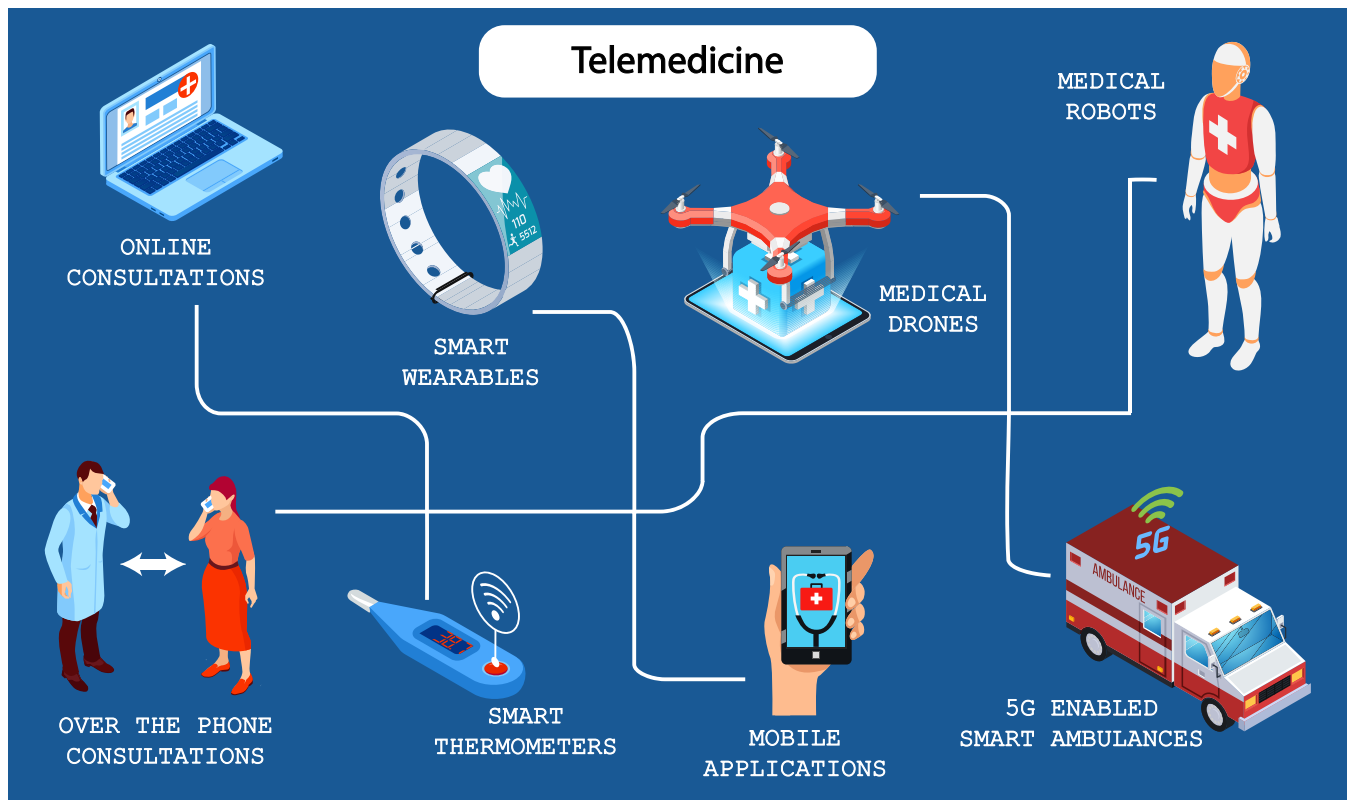 Telemedicine
MEDICAL
ROBOTS
110
5512
ONLINE
CONSULTATIONS
MEDICAL
DRONES
SMART
WEARABLES
5G
AMBULANCE
OVER THE PHONE
CONSULTATIONS
SMART
THERMOMETERS
MOBILE
APPLICATIONS
5G ENABLED
SMART AMBULANCES